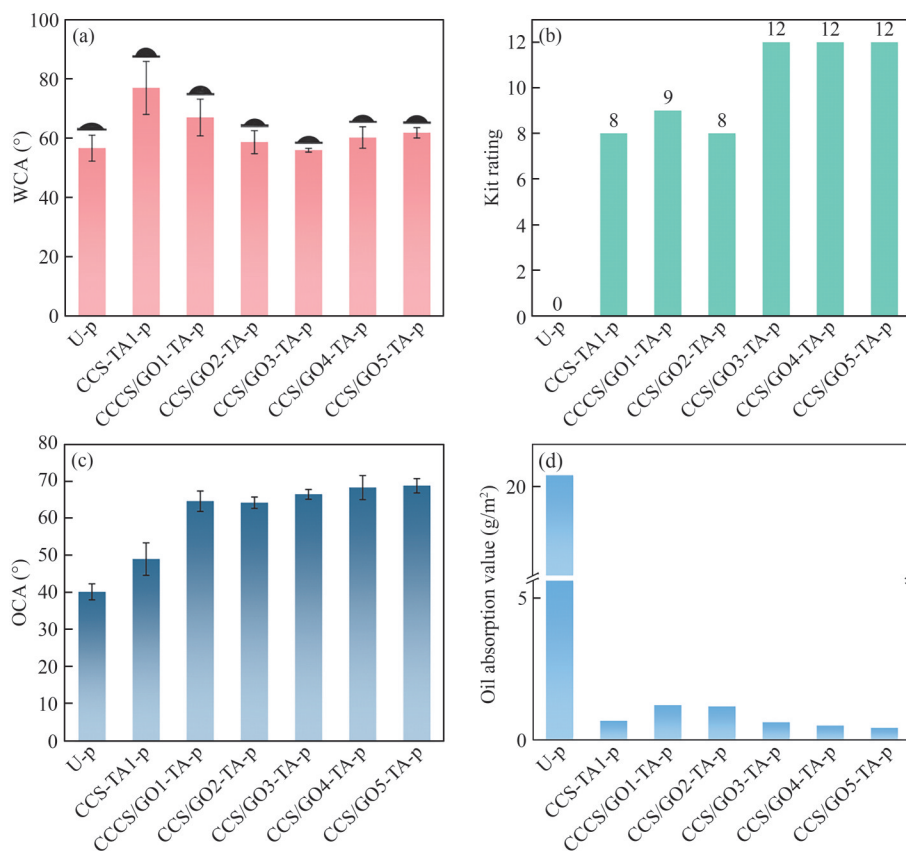 (a)
100
80
60
40
20
0
WCA (°)
U-p
CCS-TA1-p
CCCS/GO1-TA-p
CCS/GO2-TA-p
CCS/GO3-TA-p
CCS/GO4-TA-p
CCS/GO5-TA-p
(b)
12
10
8
6
4
2
0
Kit rating
0
8
9
8
12
12
12
U-p
CCS-TA1-p
CCCS/GO1-TA-p
CCS/GO2-TA-p
CCS/GO3-TA-p
CCS/GO4-TA-p
CCS/GO5-TA-p
(c)
80
70
60
50
40
30
20
10
0
OCA (°)
U-p
CCS-TA1-p
CCCS/GO1-TA-p
CCS/GO2-TA-p
CCS/GO3-TA-p
CCS/GO4-TA-p
CCS/GO5-TA-p
(d)
20
5
0
Oil absorption value (g/m²)
U-p
CCS-TA1-p
CCCS/GO1-TA-p
CCS/GO2-TA-p
CCS/GO3-TA-p
CCS/GO4-TA-p
CCS/GO5-TA-p